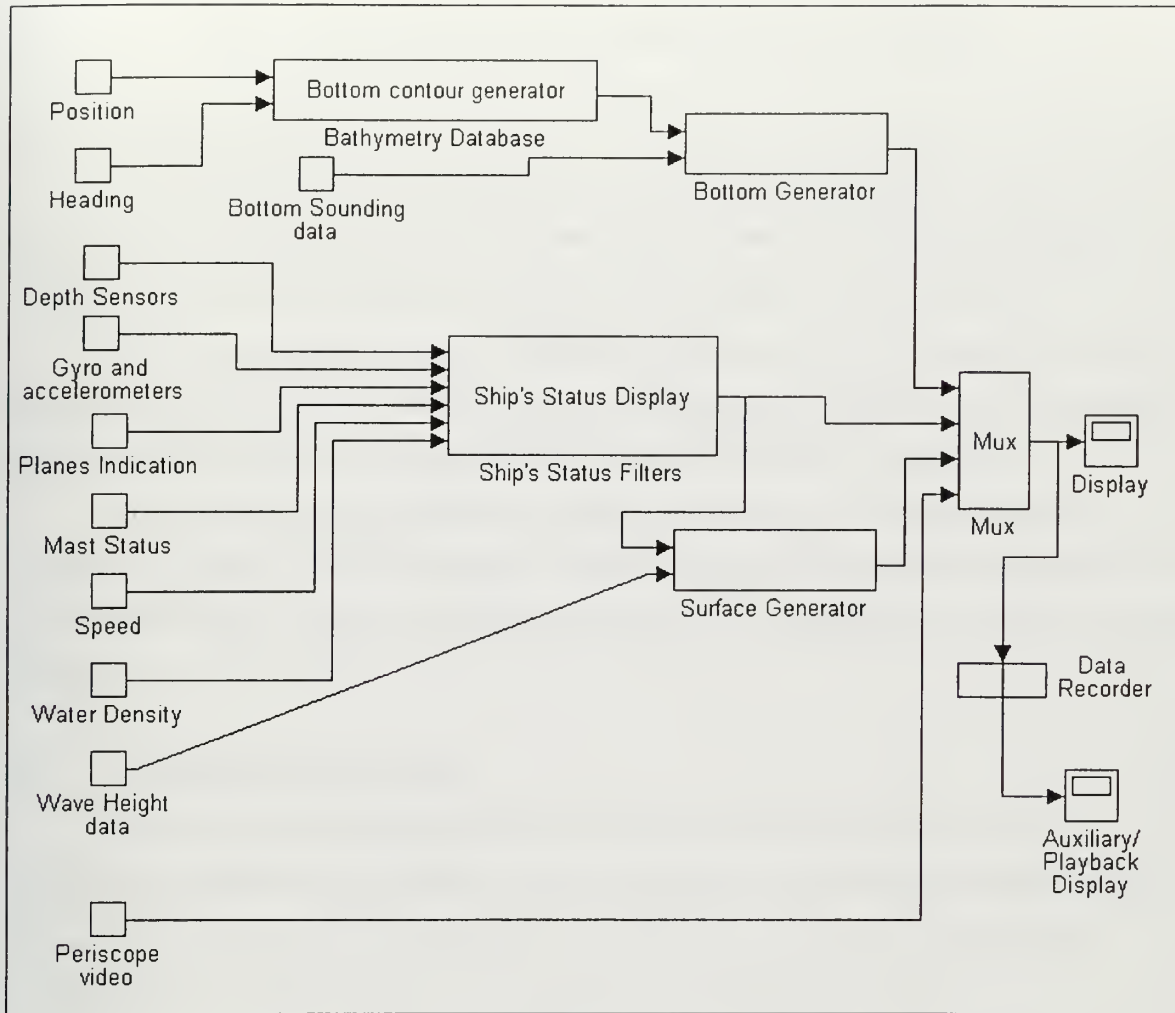 Position
Bottom contour generator
Bathymetry Database
Heading
Bottom Sounding
data
Bottom Generator
Depth Sensors
Gyro and
accelerometers
Ship's Status Display
Ship's Status Filters
Planes Indication
Mast Status
Speed
Water Density
Wave Height
data
Surface Generator
Mux
Mux
Display
Data
Recorder
Auxiliary/
Playback
Display
Periscope
video